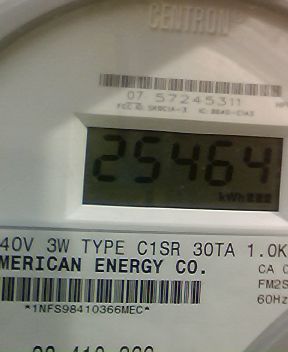 CENTRON®
07 57245311
25464
kWh
40V 3W TYPE C1SR 30TA 1.0K
MERICAN ENERGY CO.
CA 0
FM2S
60Hz
*1NFS98410366MEC*